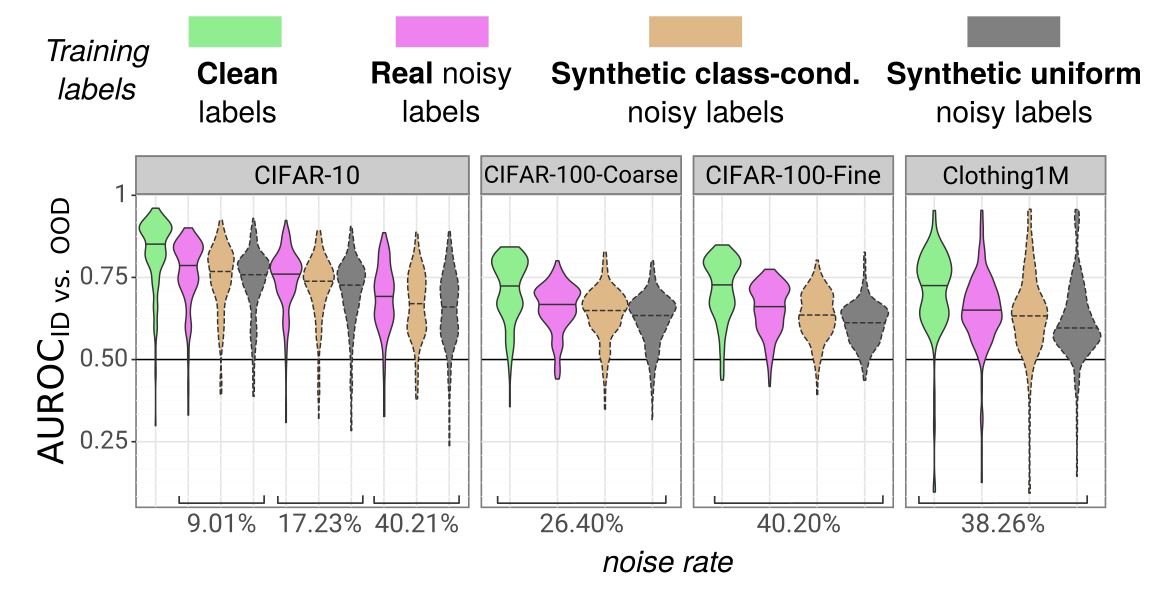 Training
labels
Clean
labels
Real noisy
labels
Synthetic class-cond.
noisy labels
Synthetic uniform
noisy labels
CIFAR-10
CIFAR-100-Coarse
CIFAR-100-Fine
Clothing1M
AUROC ID vs. OOD
1
0.75
0.50
0.25
9.01%
17.23%
40.21%
26.40%
40.20%
38.26%
noise rate